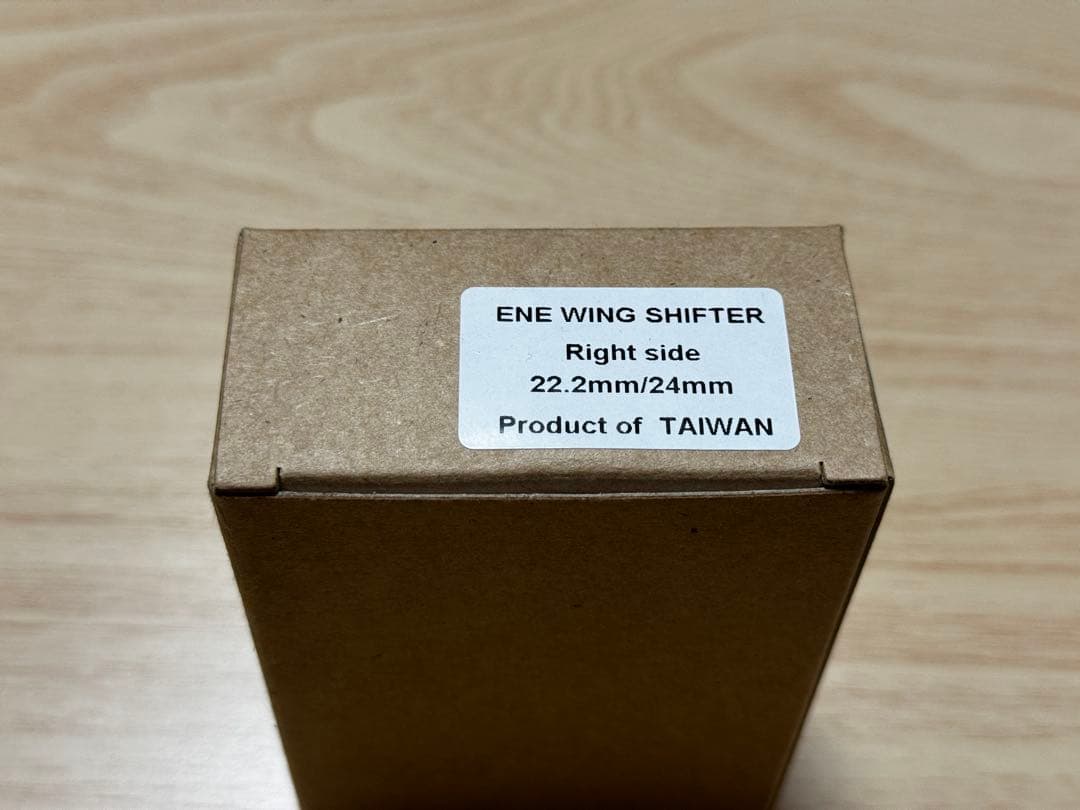 ENE WING SHIFTER
Right side
22.2mm/24mm
Product of TAIWAN